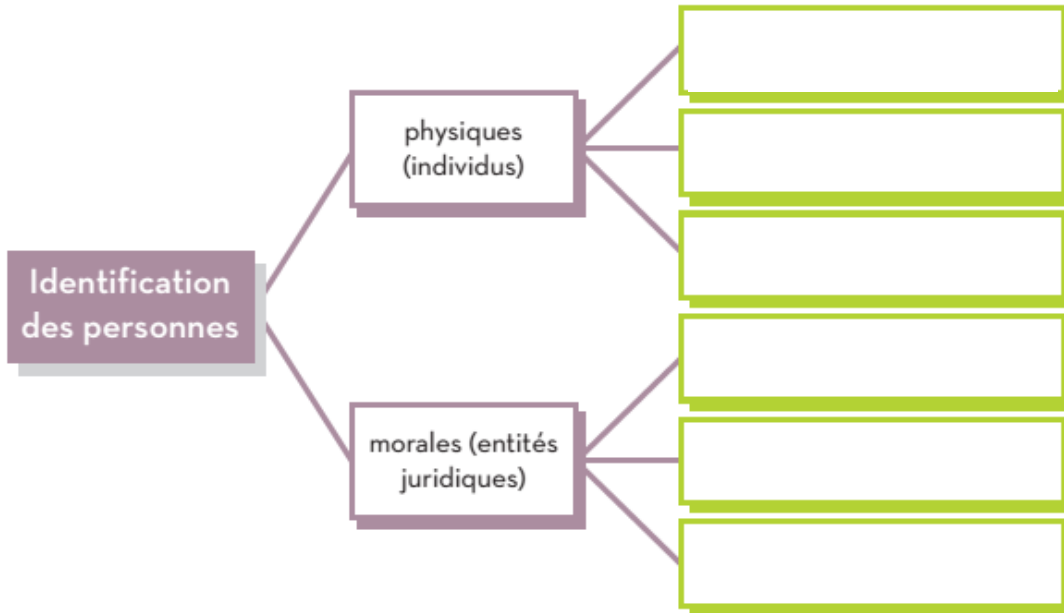 physiques
(individus)
Identification
des personnes
morales (entités
juridiques)